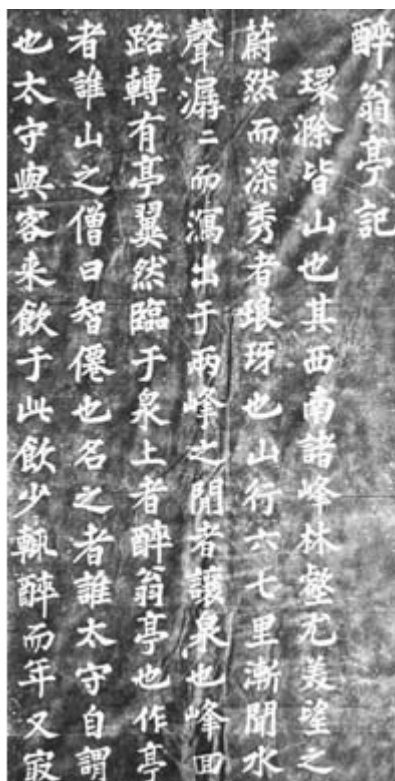 醉翁亭記
環滁皆山也其西南諸峰林壑尤美望之
蔚然而深秀者琅玡也山行六七里漸聞水
聲潺二而瀉出于兩峰之間者讓泉也峰回
路轉有亭翼然臨于泉上者醉翁亭也作亭
者誰山之僧曰智僊也名之者誰太守自謂
也太守與客来飲于此飲少輒醉而年又㝡